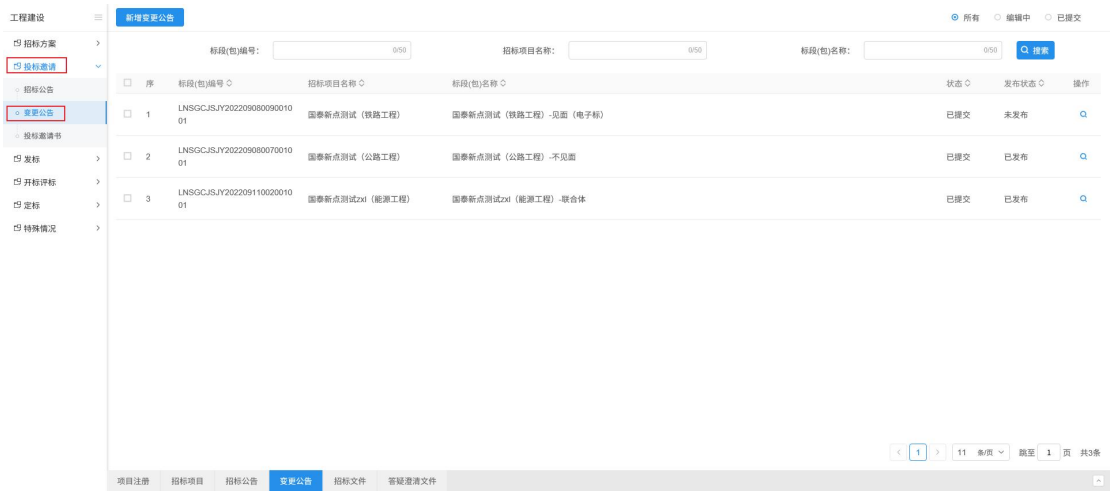 工程建设
招标方案
投标邀请
招标公告
变更公告
投标邀请书
发标
开标评标
定标
特殊情况
新增变更公告
所有 编辑中 已提交
标段(包)编号： 0/50 招标项目名称： 0/50 标段(包)名称： 0/50 搜索
序 标段(包)编号 招标项目名称 标段(包)名称 状态 发布状态 操作
1 LNSGCJSJY20220908009001001 国泰新点测试（铁路工程） 国泰新点测试（铁路工程）-见面（电子标） 已提交 未发布
2 LNSGCJSJY20220908007001001 国泰新点测试（公路工程） 国泰新点测试（公路工程）-不见面 已提交 已发布
3 LNSGCJSJY20220911002001001 国泰新点测试zxl（能源工程） 国泰新点测试zxl（能源工程）-联合体 已提交 已发布
1 11 条/页 跳至 1 页 共3条
项目注册 招标项目 招标公告 变更公告 招标文件 答疑澄清文件